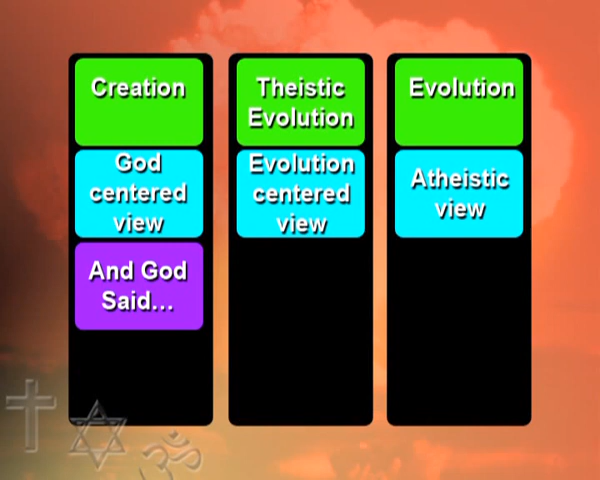 Creation
God
centered
view
And God
Said...
Theistic
Evolution
Evolution
centered
view
Evolution
Atheistic
view